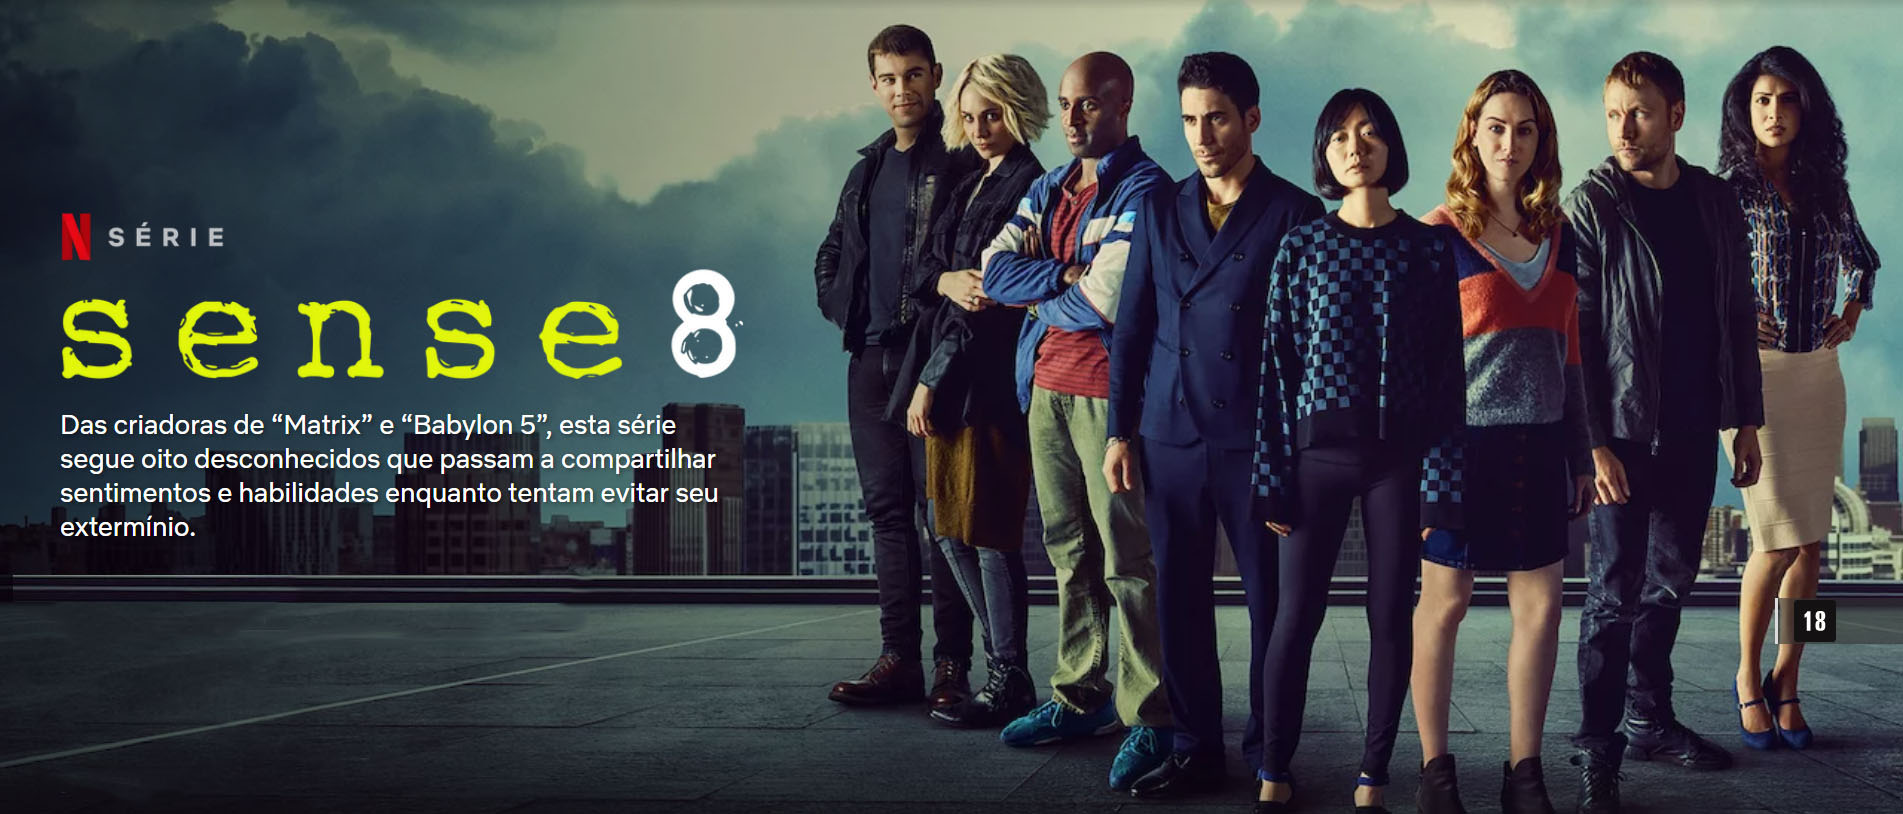 N SÉRIE
sense8
Das criadoras de “Matrix” e “Babylon 5”, esta série
segue oito desconhecidos que passam a compartilhar
sentimentos e habilidades enquanto tentam evitar seu
extermínio.
18